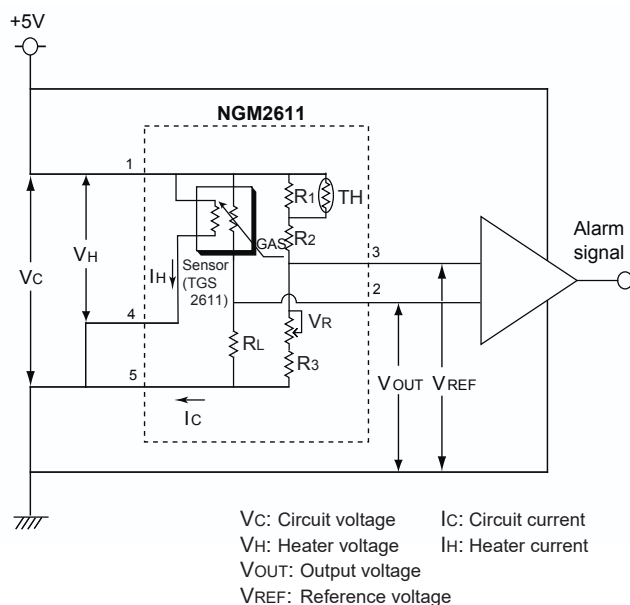 +5V
NGM2611
1
R1
TH
R2
GAS
Sensor
(TGS
2611)
IH
VC
VH
4
3
2
VR
RL
R3
5
IC
VOUT
VREF
Alarm
signal
VC: Circuit voltage IC: Circuit current
VH: Heater voltage IH: Heater current
VOUT: Output voltage
VREF: Reference voltage